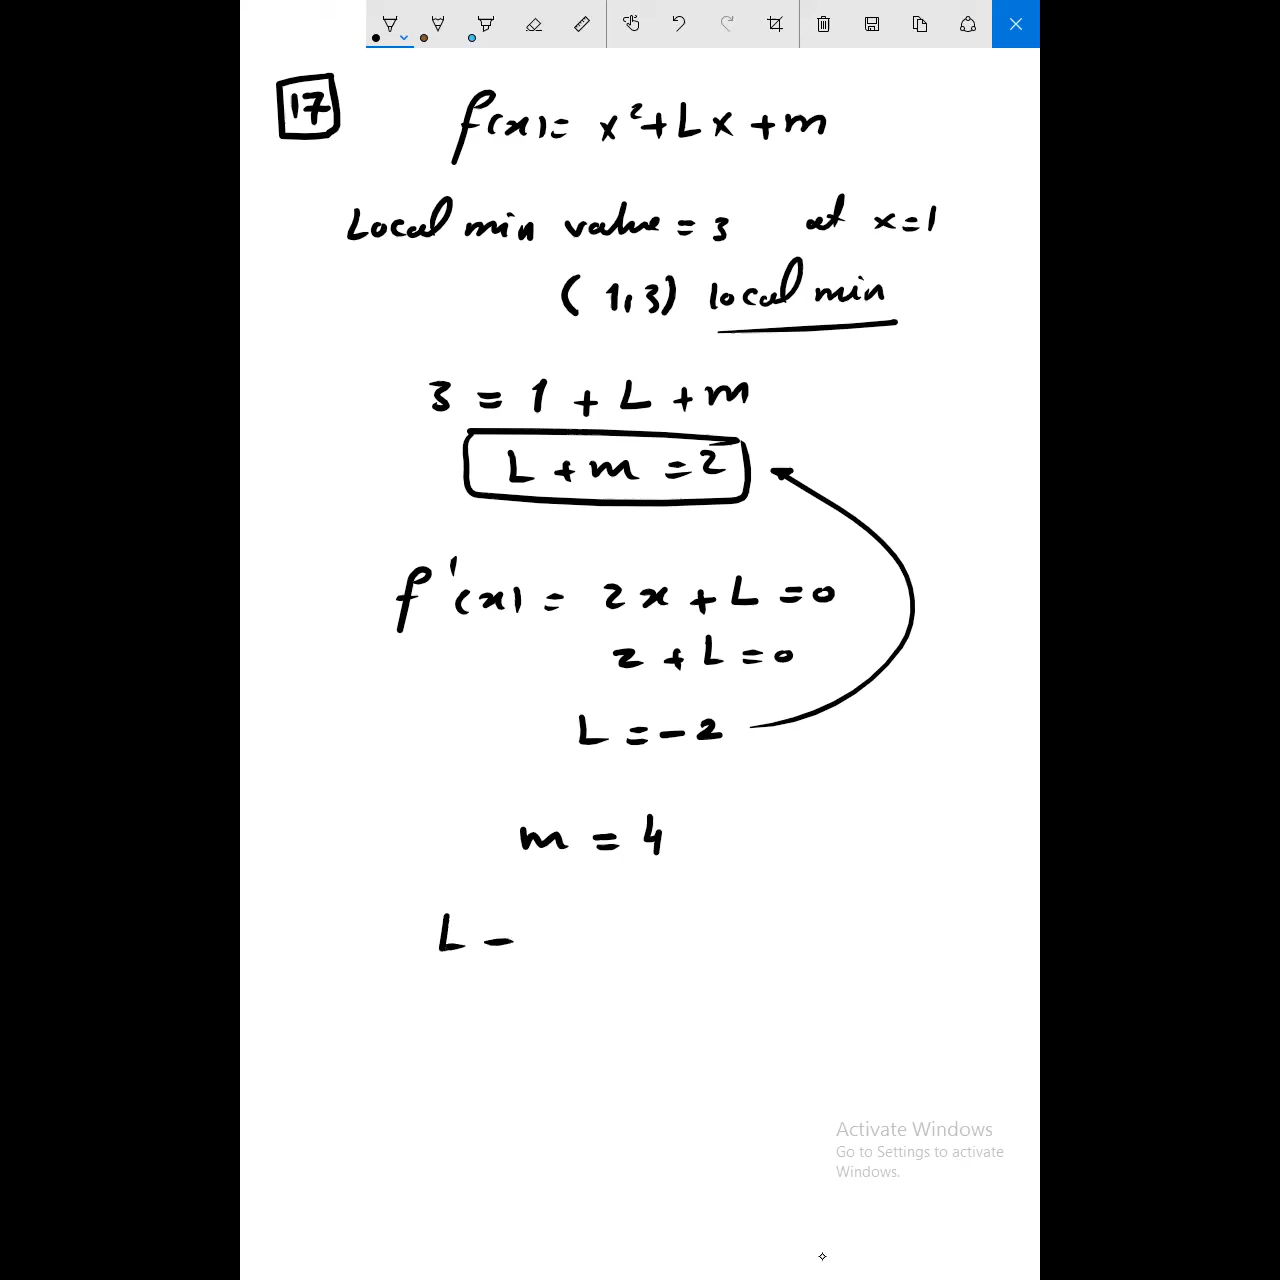 17
f(x) = x² + Lx + m
Local min value = 3 at x = 1
(1, 3) local min
3 = 1 + L + m
L + m = 2
f'(x) = 2x + L = 0
2 + L = 0
L = -2
m = 4
L -
Activate Windows
Go to Settings to activate
Windows.